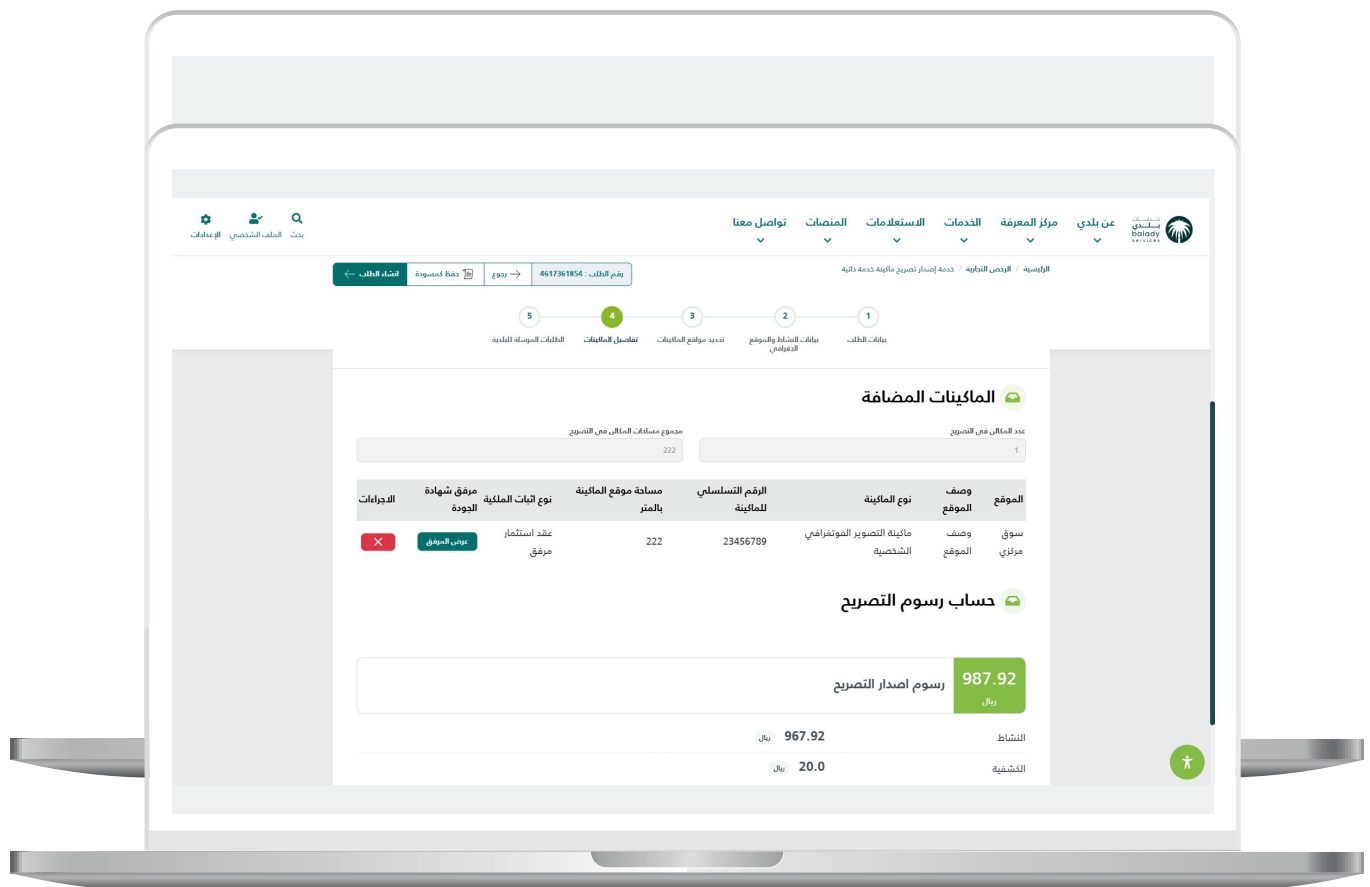 خدمات
بلدي
balady
services
عن بلدي
مركز المعرفة
الخدمات
الاستعلامات
المنصات
تواصل معنا
بحث
الملف الشخصي
الإعدادات
الرئيسية / الرخص التجارية / خدمة إصدار تصريح ماكينة خدمة ذاتية
رقم الطلب : 4617361854
رجوع
حفظ كمسودة
انشاء الطلب
1
2
3
4
5
بيانات الطلب
بيانات النشاط والموقع
الجغرافي
تحديد مواقع الماكينات
تفاصيل الماكينات
الطلبات المرسلة للبلدية
الماكينات المضافة
عدد المكائن في التصريح
مجموع مساحات المكائن في التصريح
1
222
الموقع
وصف
الموقع
نوع الماكينة
الرقم التسلسلي
للماكينة
مساحة موقع الماكينة
بالمتر
نوع اثبات الملكية
مرفق شهادة
الجودة
الاجراءات
سوق
مركزي
وصف
الموقع
ماكينة التصوير الفوتغرافي
الشخصية
23456789
222
عقد استثمار
مرفق
عرض المرفق
حساب رسوم التصريح
987.92
ريال
رسوم اصدار التصريح
النشاط
967.92 ريال
الكشفية
20.0 ريال